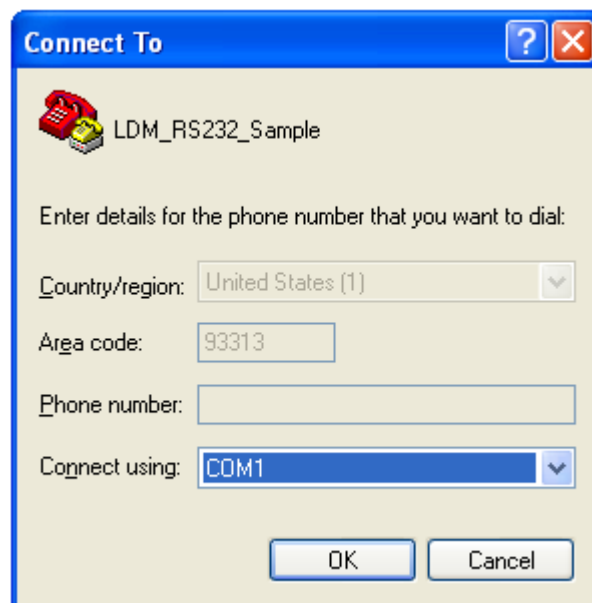 Connect To
?
LDM_RS232_Sample
Enter details for the phone number that you want to dial:
Country/region: United States (1)
Area code: 93313
Phone number:
Connect using: COM1
OK Cancel